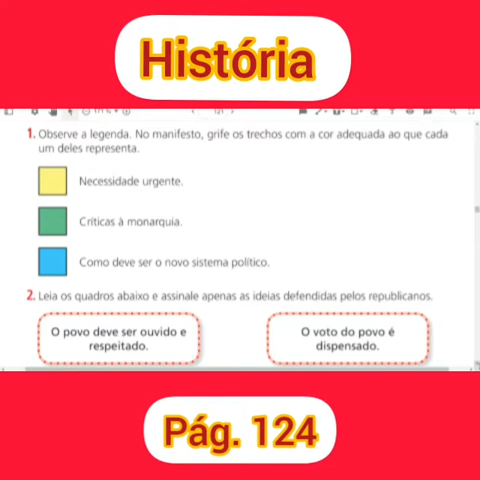 História
1. Observe a legenda. No manifesto, grife os trechos com a cor adequada ao que cada
um deles representa.
Necessidade urgente.
Críticas à monarquia.
Como deve ser o novo sistema político.
2. Leia os quadros abaixo e assinale apenas as ideias defendidas pelos republicanos.
O povo deve ser ouvido e
respeitado.
O voto do povo é
dispensado.
Pág. 124